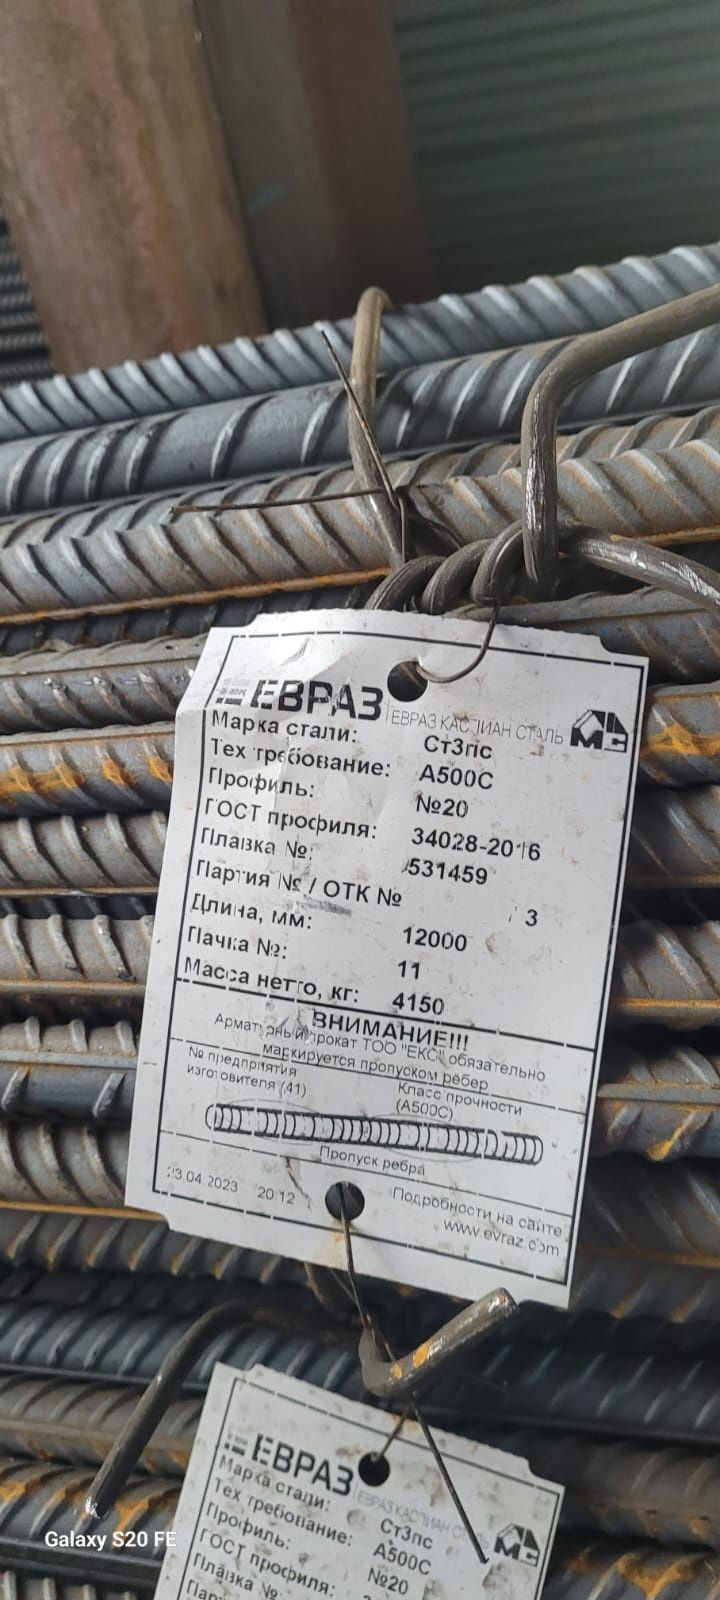 ЕВРАЗ ЕВРАЗ КАСПИАН СТАЛЬ
Марка стали: Ст3пс
Тех требование: А500С
Профиль: №20
ГОСТ профиля: 34028-2016
Плавка №: 531459
Партия № / ОТК № 3
Длина, мм: 12000
Пачка №: 11
Масса нетто, кг: 4150
ВНИМАНИЕ!!!
Арматурный прокат ТОО "ЕКС" обязательно
маркируется пропуском ребер
№ предприятия
изготовителя (41)
Класс прочности
(А500С)
Пропуск ребра
23.04.2023 20:12
Подробности на сайте
www.evraz.com
ЕВРАЗ ЕВРАЗ КАСПИАН СТАЛЬ
Марка стали: Ст3пс
Тех требование: А500С
Профиль: №20
ГОСТ профиля:
Плавка №:
Galaxy S20 FE